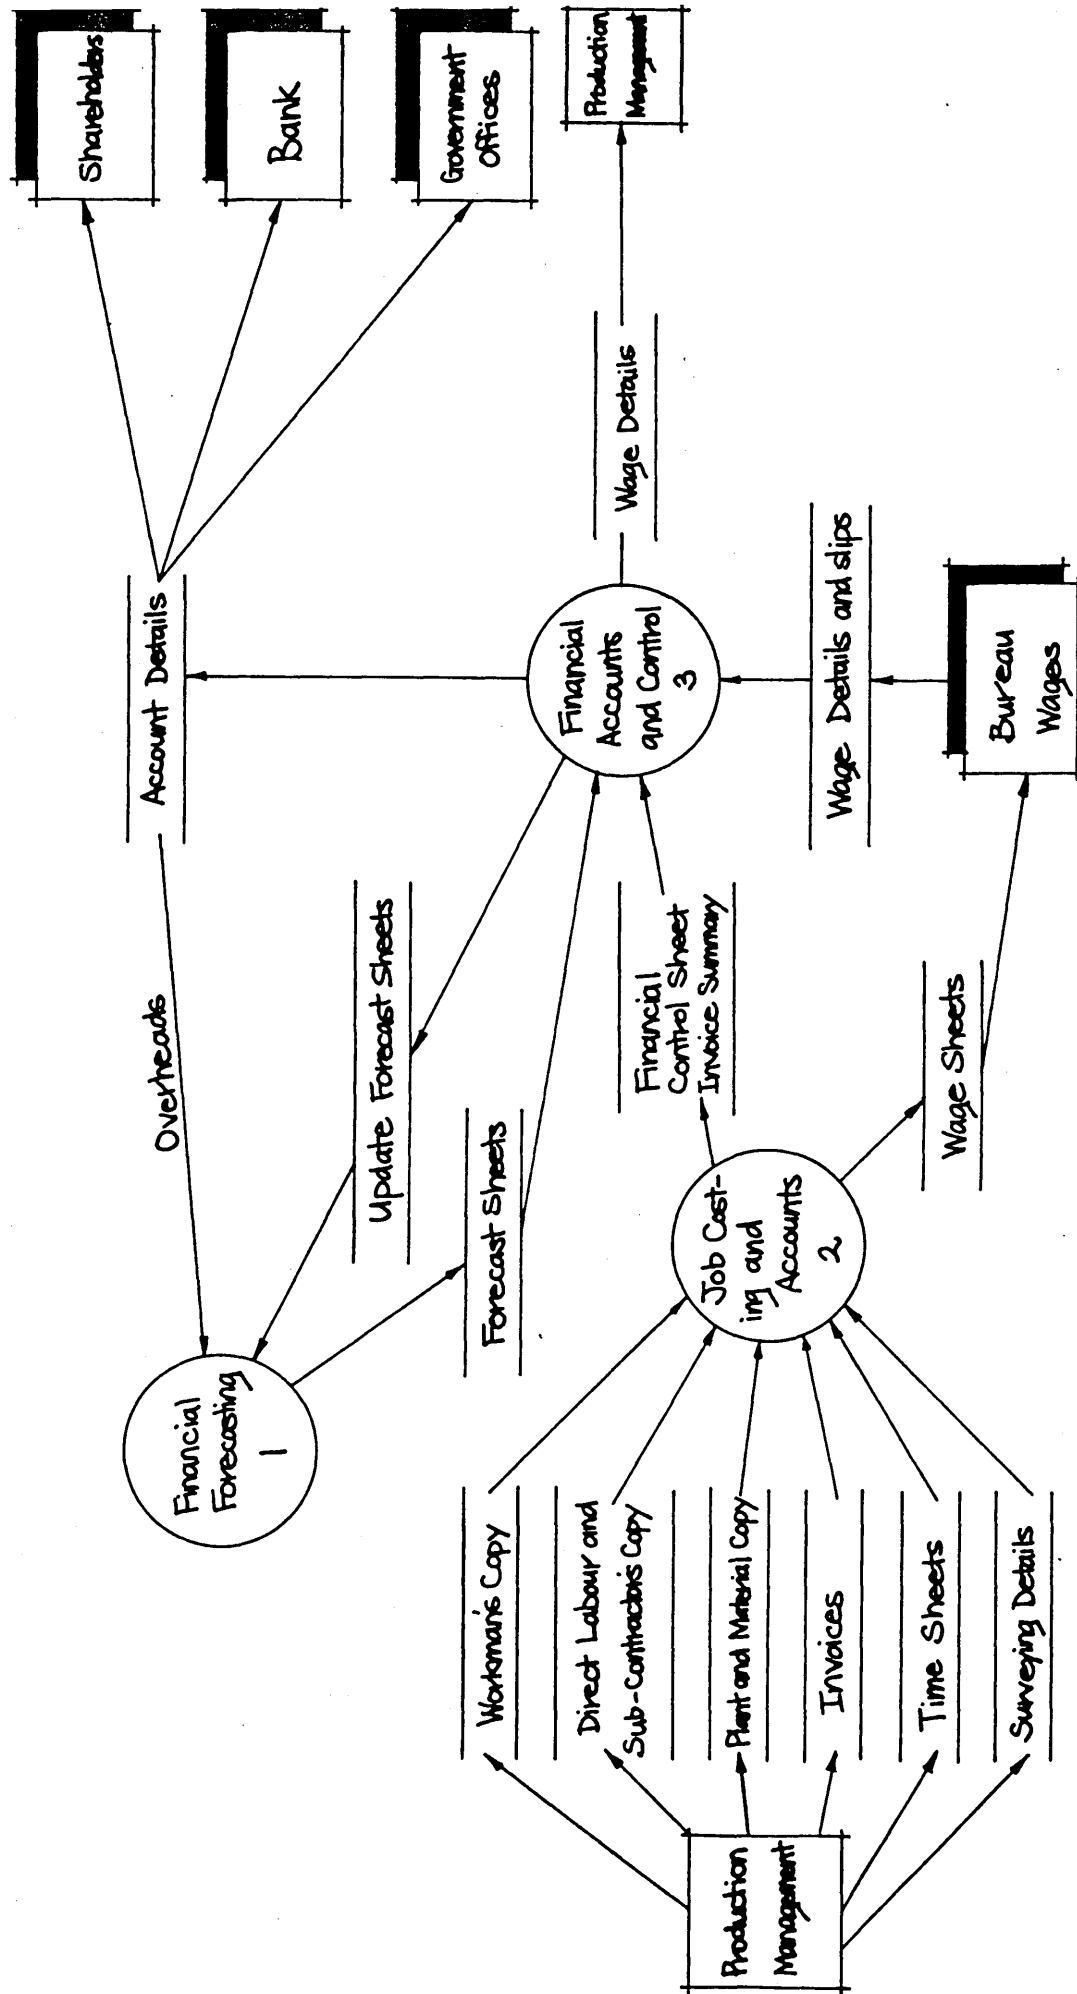 Shareholders
Bank
Government
Offices
Production
Management
Account Details
Overheads
Wage Details
Financial
Forecasting
1
Update Forecast Sheets
Forecast Sheets
Financial
Accounts
and Control
3
Financial
Control Sheet
Invoice Summary
Wage Details and slips
Bureau
Wages
Wage Sheets
Job Cost-
ing and
Accounts
2
Workman's Copy
Direct Labour and
Sub-Contractors Copy
Plant and Material Copy
Invoices
Time Sheets
Surveying Details
Production
Management